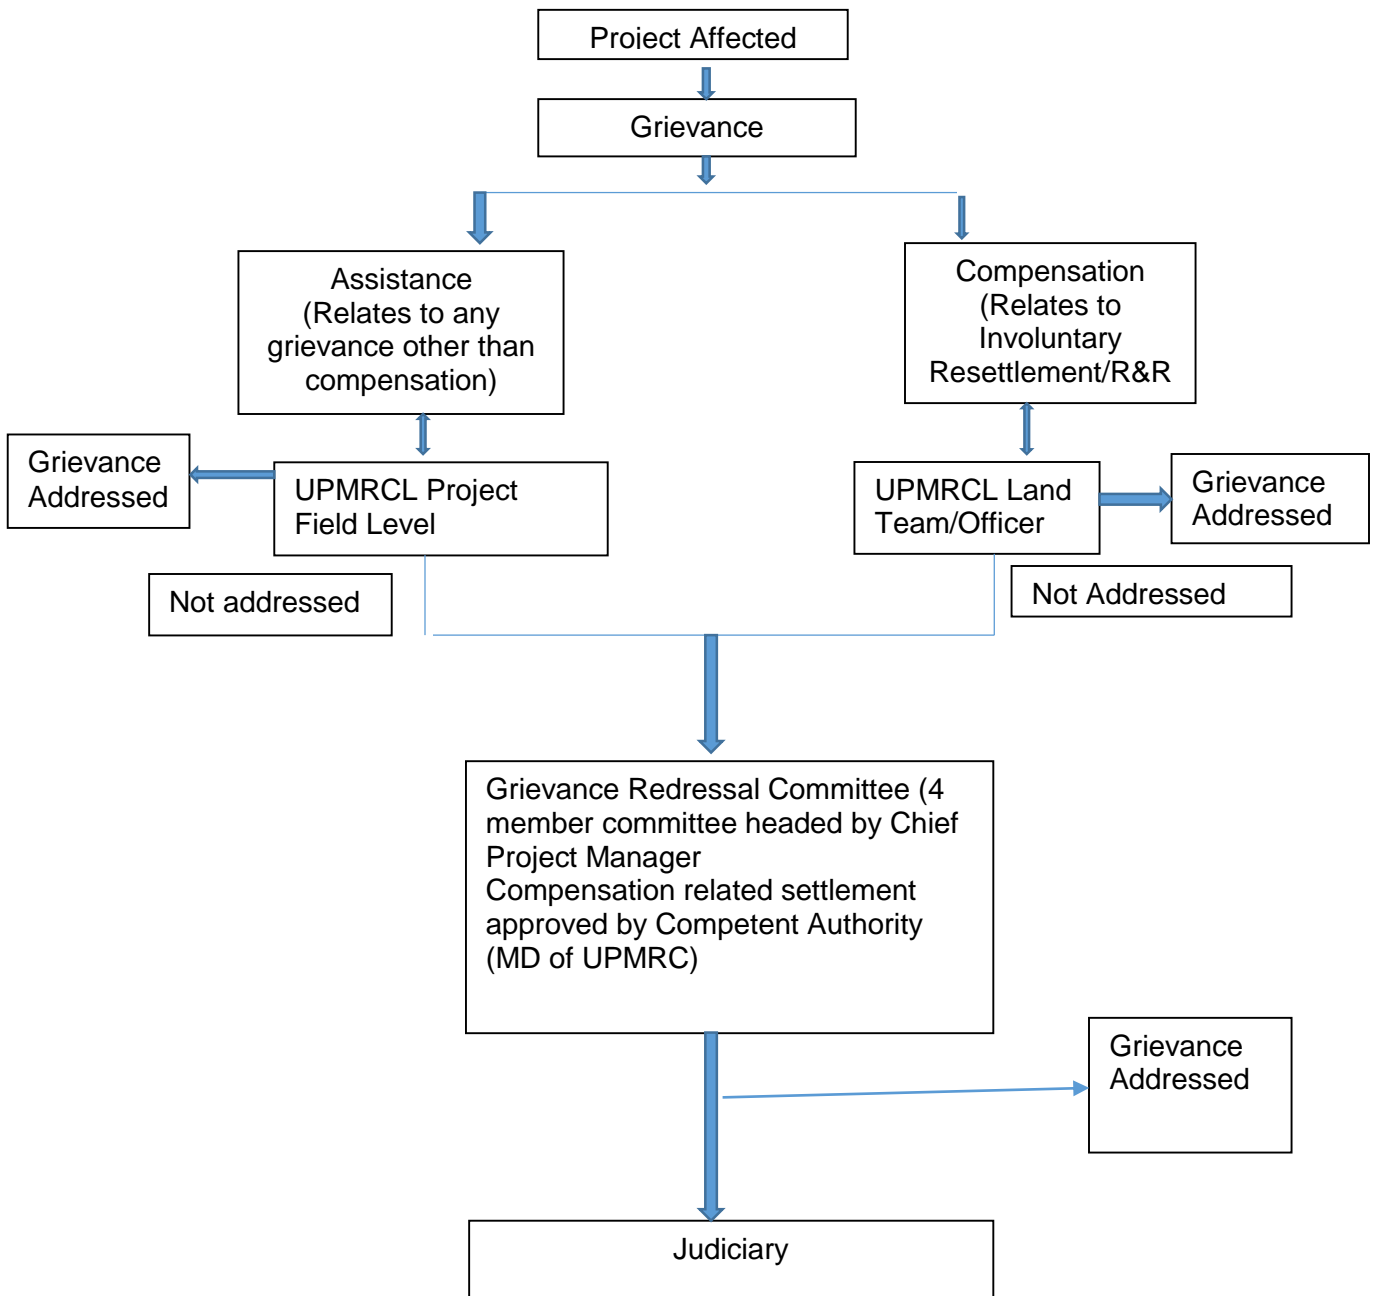 Project Affected
Grievance
Assistance
(Relates to any
grievance other than
compensation)
Compensation
(Relates to
Involuntary
Resettlement/R&R
Grievance
Addressed
UPMRCL Project
Field Level
UPMRCL Land
Team/Officer
Grievance
Addressed
Not addressed
Not Addressed
Grievance Redressal Committee (4
member committee headed by Chief
Project Manager
Compensation related settlement
approved by Competent Authority
(MD of UPMRC)
Grievance
Addressed
Judiciary